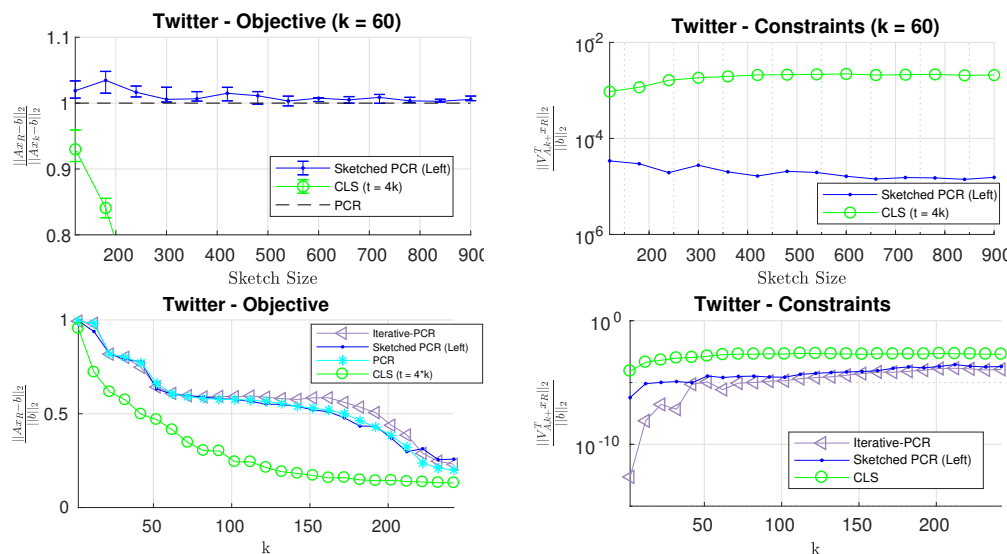 Twitter - Objective (k = 60)
1.1
1
0.9
0.8
||Ax_R−b||_2
||Ax_k−b||_2
Sketched PCR (Left)
CLS (t = 4k)
PCR
200 300 400 500 600 700 800 900
Sketch Size
Twitter - Constraints (k = 60)
10^-2
10^-4
10^-6
||V^T_{A,k+} x_R||_2
||b||_2
Sketched PCR (Left)
CLS (t = 4k)
200 300 400 500 600 700 800 900
Sketch Size
Twitter - Objective
1
0.5
0
||Ax_R−b||_2
||b||_2
Iterative-PCR
Sketched PCR (Left)
PCR
CLS (t = 4*k)
50 100 150 200
k
Twitter - Constraints
10^0
10^-10
||V^T_{A,k+} x_R||_2
||b||_2
Iterative-PCR
Sketched PCR (Left)
CLS
50 100 150 200
k